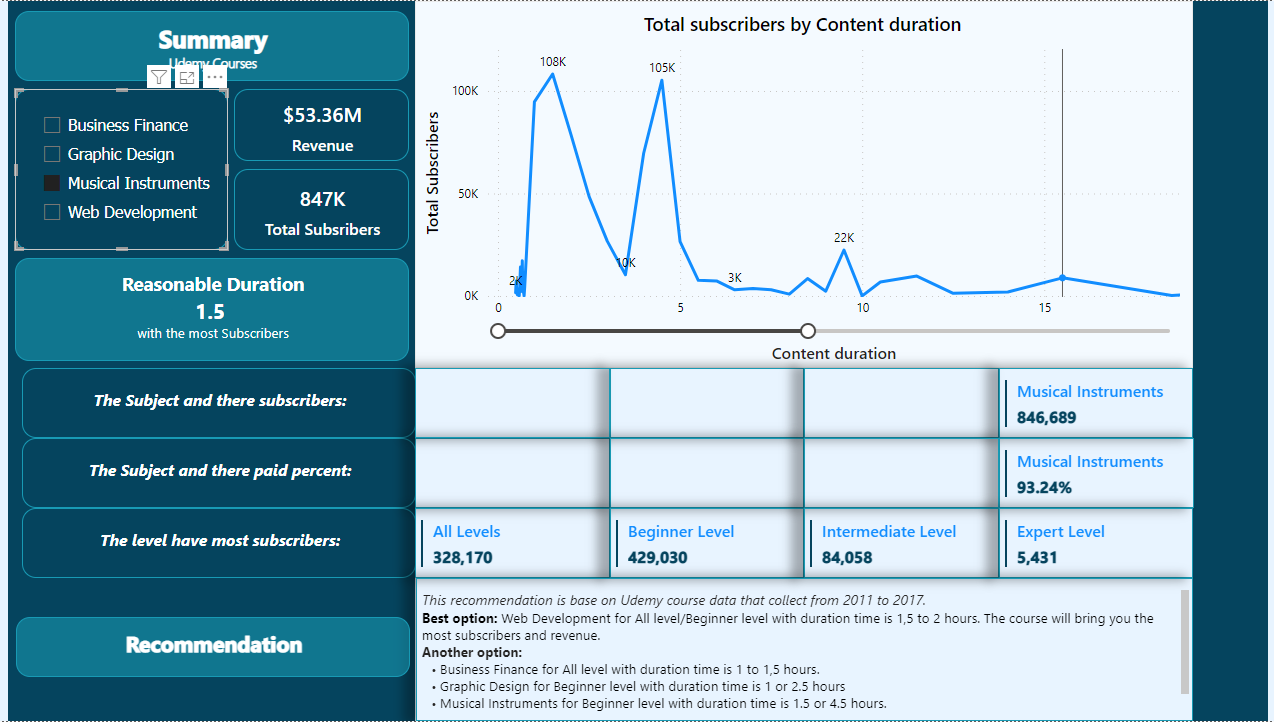 Summary
Udemy Courses
Business Finance
Graphic Design
Musical Instruments
Web Development
$53.36M
Revenue
847K
Total Subsribers
Reasonable Duration
1.5
with the most Subscribers
Total subscribers by Content duration
Total Subscribers
100K
50K
0K
108K
105K
2K
10K
3K
22K
0
5
10
15
Content duration
The Subject and there subscribers:
Musical Instruments
846,689
The Subject and there paid percent:
Musical Instruments
93.24%
The level have most subscribers:
All Levels
328,170
Beginner Level
429,030
Intermediate Level
84,058
Expert Level
5,431
Recommendation
This recommendation is base on Udemy course data that collect from 2011 to 2017.
Best option: Web Development for All level/Beginner level with duration time is 1,5 to 2 hours. The course will bring you the
most subscribers and revenue.
Another option:
• Business Finance for All level with duration time is 1 to 1,5 hours.
• Graphic Design for Beginner level with duration time is 1 or 2.5 hours
• Musical Instruments for Beginner level with duration time is 1.5 or 4.5 hours.